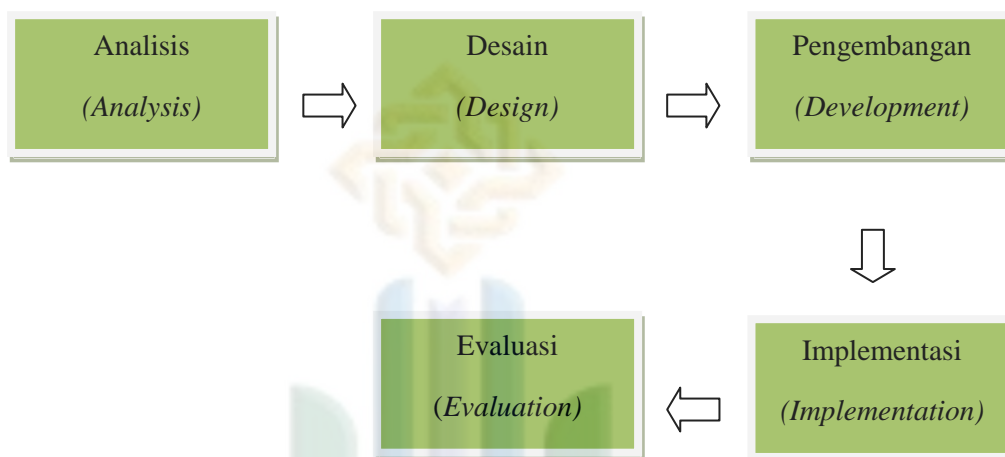 Analisis
(Analysis)
Desain
(Design)
Pengembangan
(Development)
Implementasi
(Implementation)
Evaluasi
(Evaluation)